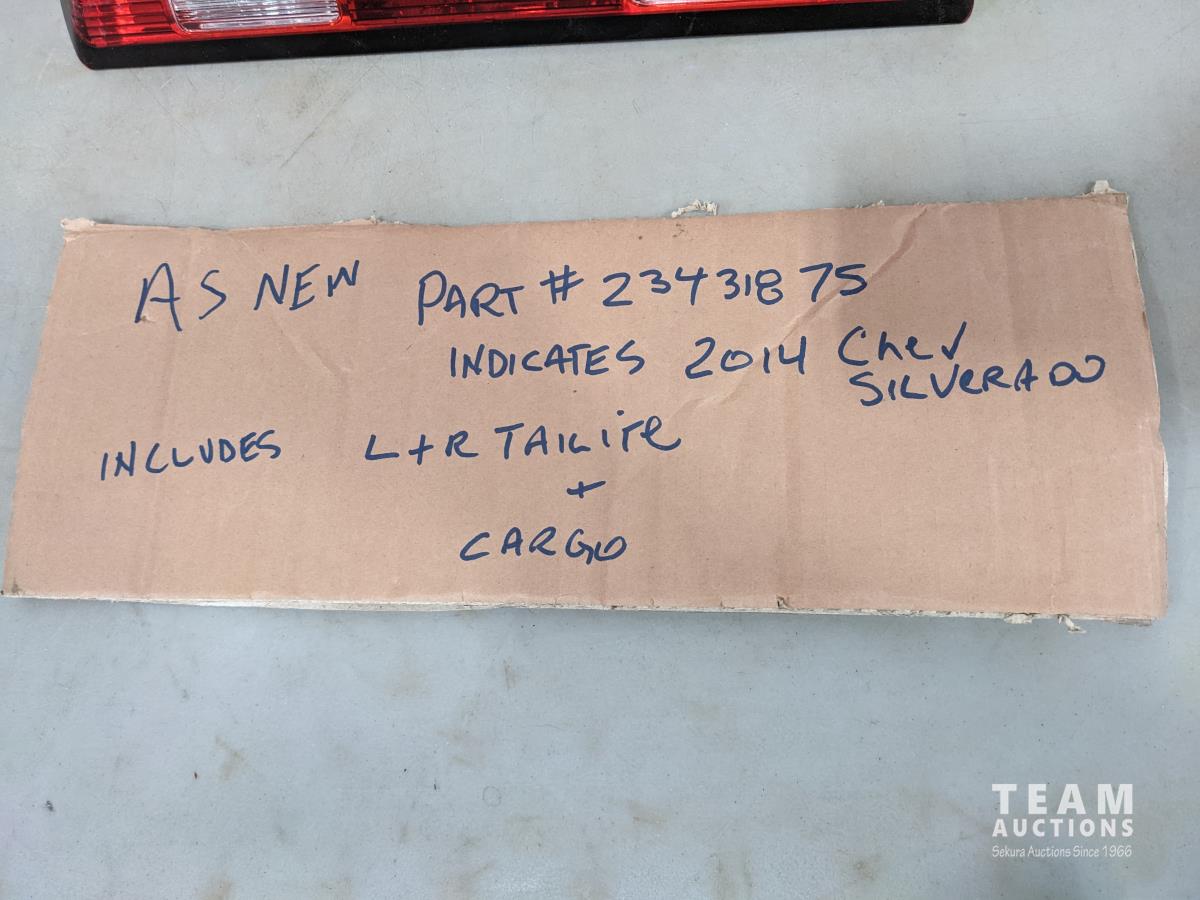 AS NEW PART # 23431875
INDICATES 2014 Chev
SILVERADO
INCLUDES L+R TAILITE
+
CARGO
TEAM
AUCTIONS
Sekura Auctions Since 1966